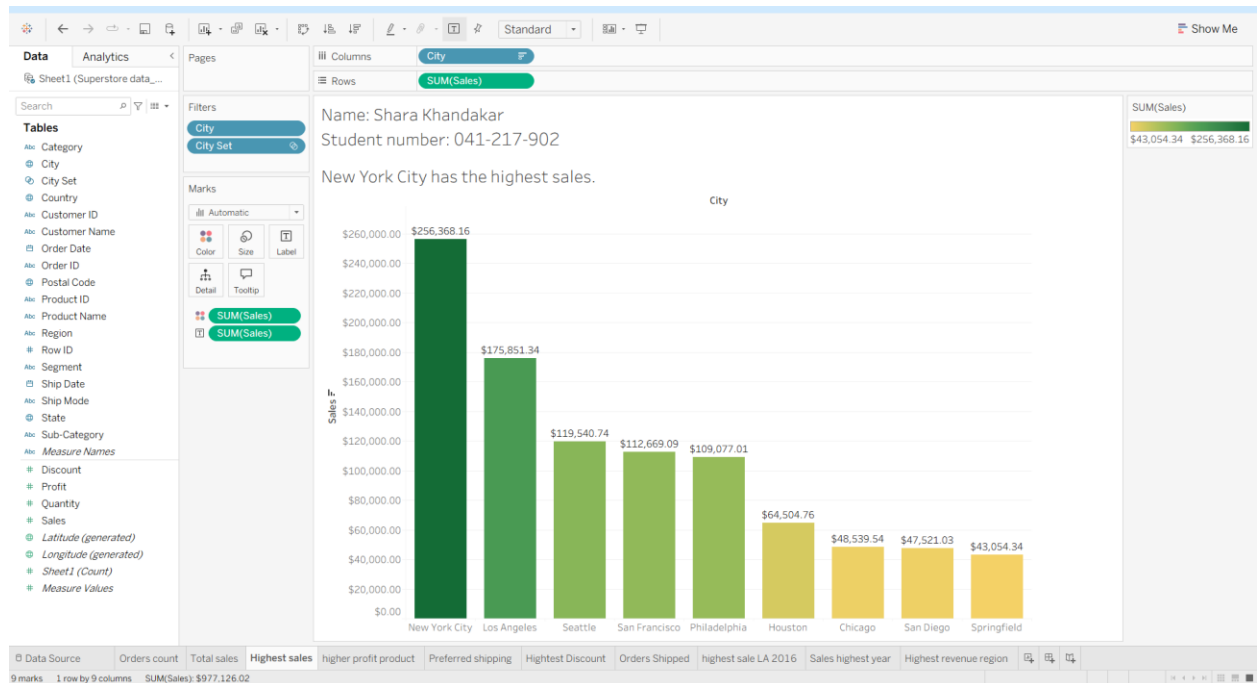 Standard
Show Me
Data
Analytics
Pages
Columns
City
Sheet1 (Superstore data_...
Rows
SUM(Sales)
Search
Tables
Abc Category
City
City Set
Country
Abc Customer ID
Abc Customer Name
Order Date
Abc Order ID
Postal Code
Abc Product ID
Abc Product Name
Abc Region
# Row ID
Abc Segment
Ship Date
Abc Ship Mode
State
Abc Sub-Category
Abc Measure Names
# Discount
# Profit
# Quantity
# Sales
Latitude (generated)
Longitude (generated)
# Sheet1 (Count)
# Measure Values
Filters
City
City Set
Marks
Automatic
Color
Size
Label
Detail
Tooltip
SUM(Sales)
SUM(Sales)
Name: Shara Khandakar
Student number: 041-217-902
New York City has the highest sales.
City
Sales
$260,000.00
$240,000.00
$220,000.00
$200,000.00
$180,000.00
$160,000.00
$140,000.00
$120,000.00
$100,000.00
$80,000.00
$60,000.00
$40,000.00
$20,000.00
$0.00
$256,368.16
$175,851.34
$119,540.74
$112,669.09
$109,077.01
$64,504.76
$48,539.54
$47,521.03
$43,054.34
New York City
Los Angeles
Seattle
San Francisco
Philadelphia
Houston
Chicago
San Diego
Springfield
SUM(Sales)
$43,054.34 $256,368.16
Data Source
Orders count
Total sales
Highest sales
higher profit product
Preferred shipping
Hightest Discount
Orders Shipped
highest sale LA 2016
Sales highest year
Highest revenue region
9 marks 1 row by 9 columns SUM(Sales): $977,126.02